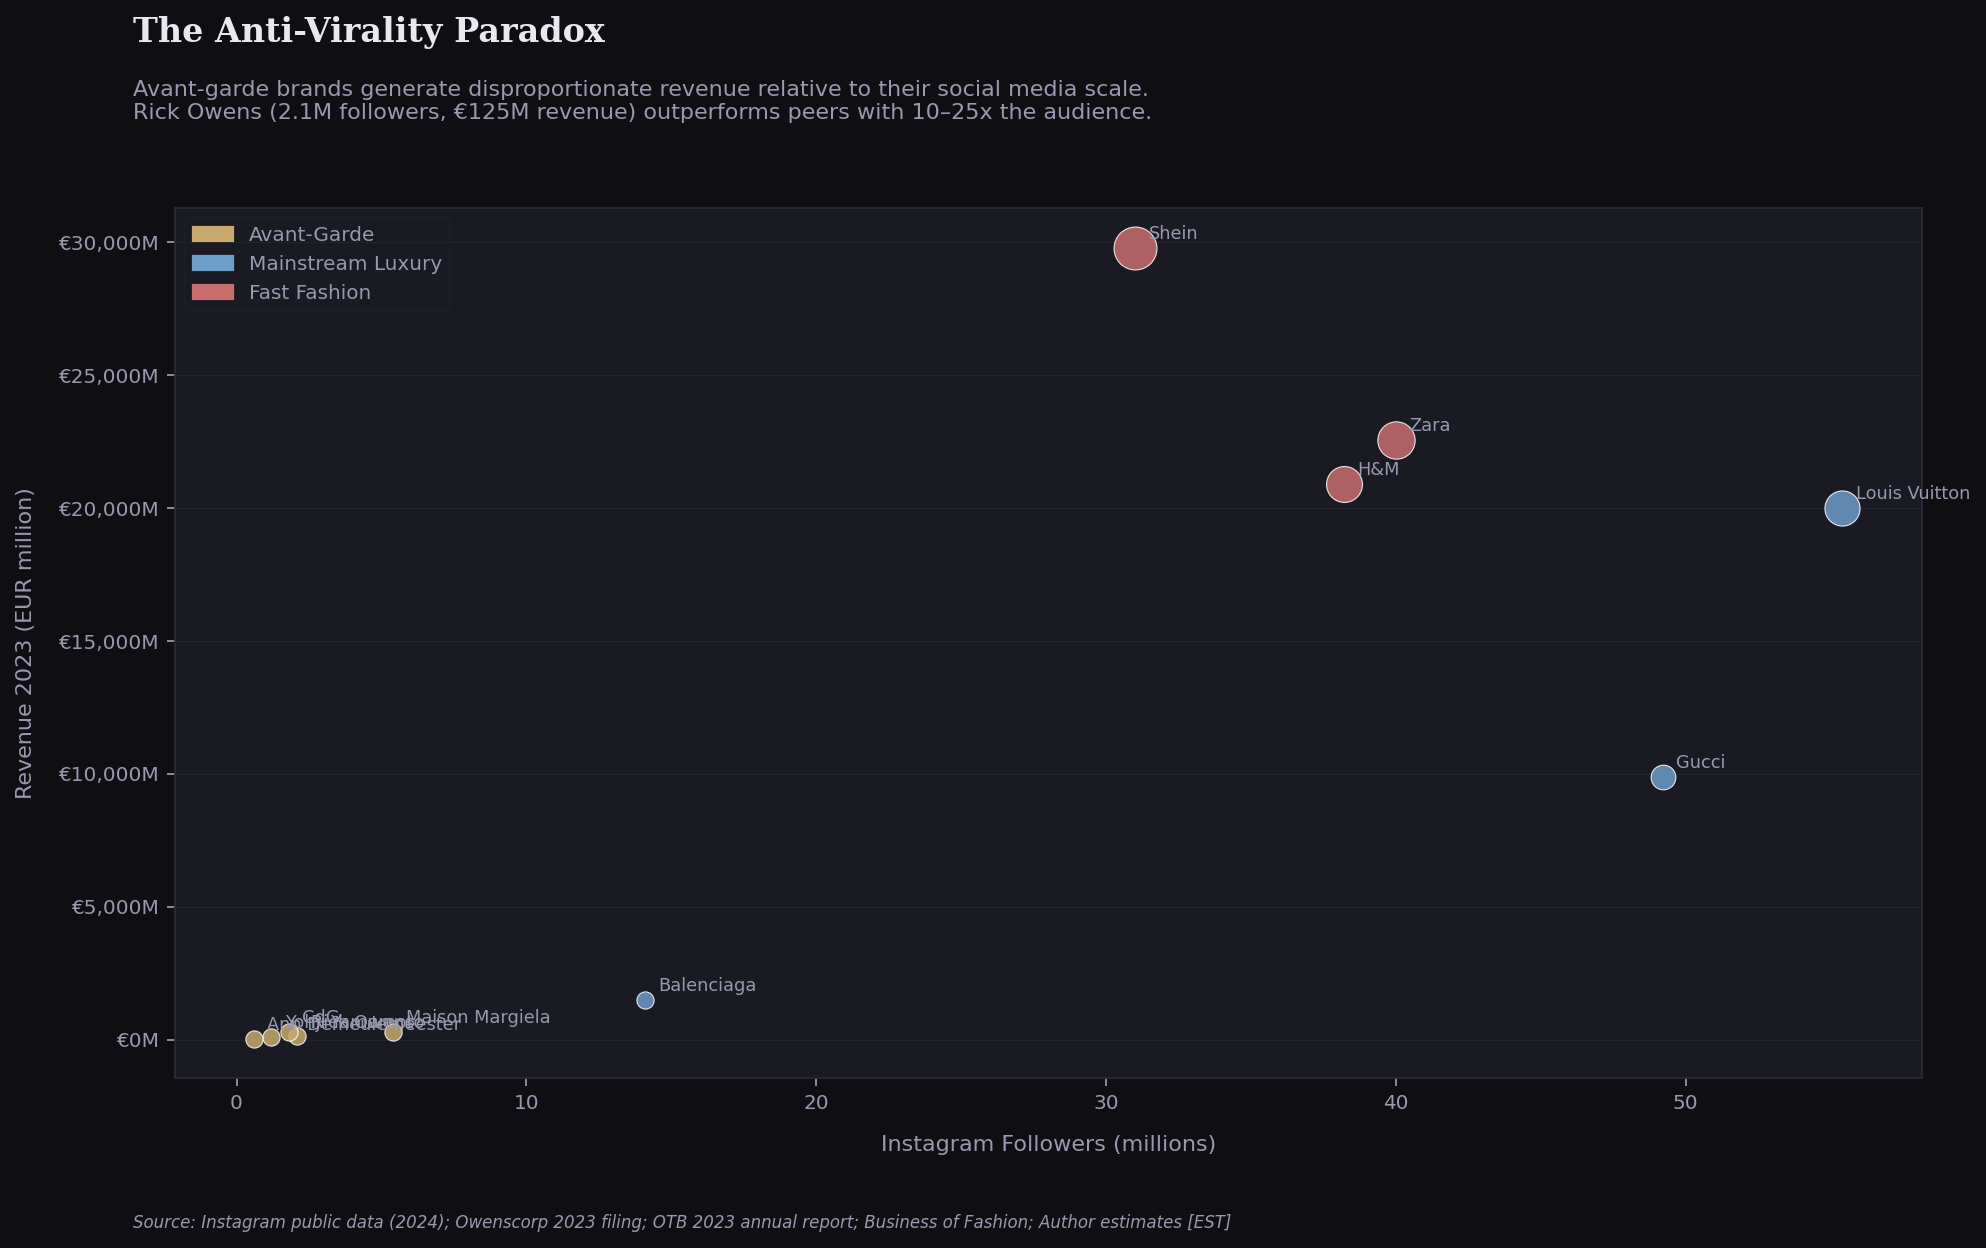 The Anti-Virality Paradox
Avant-garde brands generate disproportionate revenue relative to their social media scale.
Rick Owens (2.1M followers, €125M revenue) outperforms peers with 10–25x the audience.
Avant-Garde
Mainstream Luxury
Fast Fashion
Revenue 2023 (EUR million)
€30,000M
€25,000M
€20,000M
€15,000M
€10,000M
€5,000M
€0M
Shein
Zara
H&M
Louis Vuitton
Gucci
Balenciaga
Maison Margiela
CdG
0
10
20
30
40
50
Instagram Followers (millions)
Source: Instagram public data (2024); Owenscorp 2023 filing; OTB 2023 annual report; Business of Fashion; Author estimates [EST]